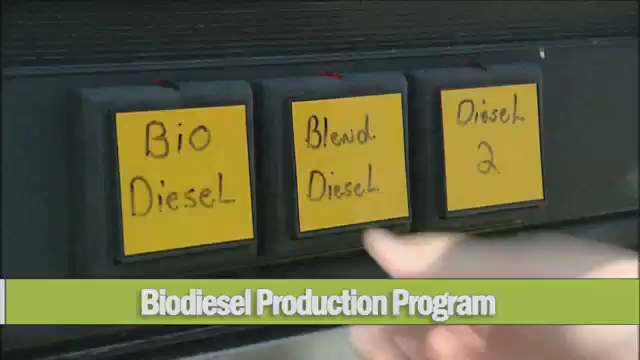 Bio
Diesel
Blend
Diesel
Diesel
2
Biodiesel Production Program